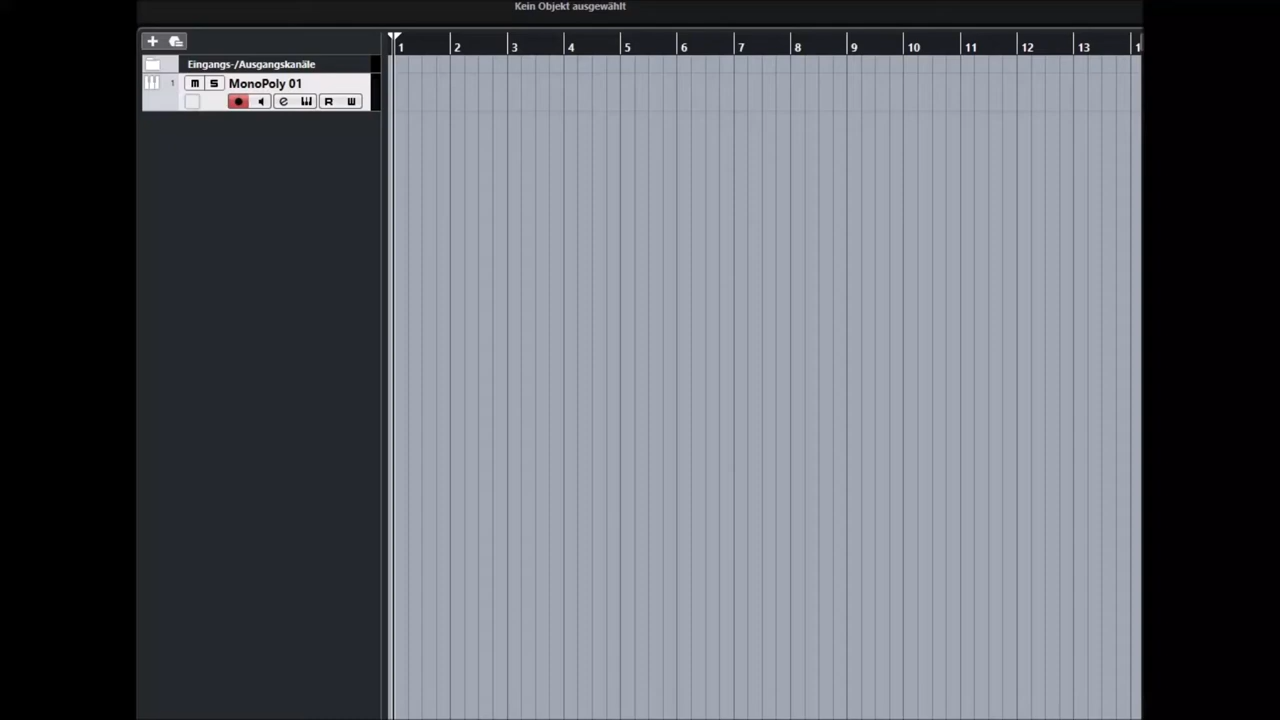 Kein Objekt ausgewählt
1 2 3 4 5 6 7 8 9 10 11 12 13 1
Eingangs-/Ausgangskanäle
1 M S MonoPoly 01
e R W